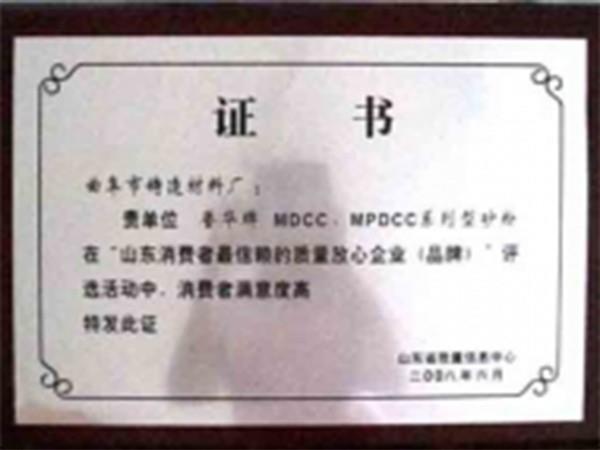 证 书
曲阜市铸造材料厂：
贵单位 普华牌 MDCC、MPDCC系列型砂粉
在“山东消费者最信赖的质量放心企业（品牌）”评
选活动中，消费者满意度高
特发此证
山东省质量信息中心
二00八年六月